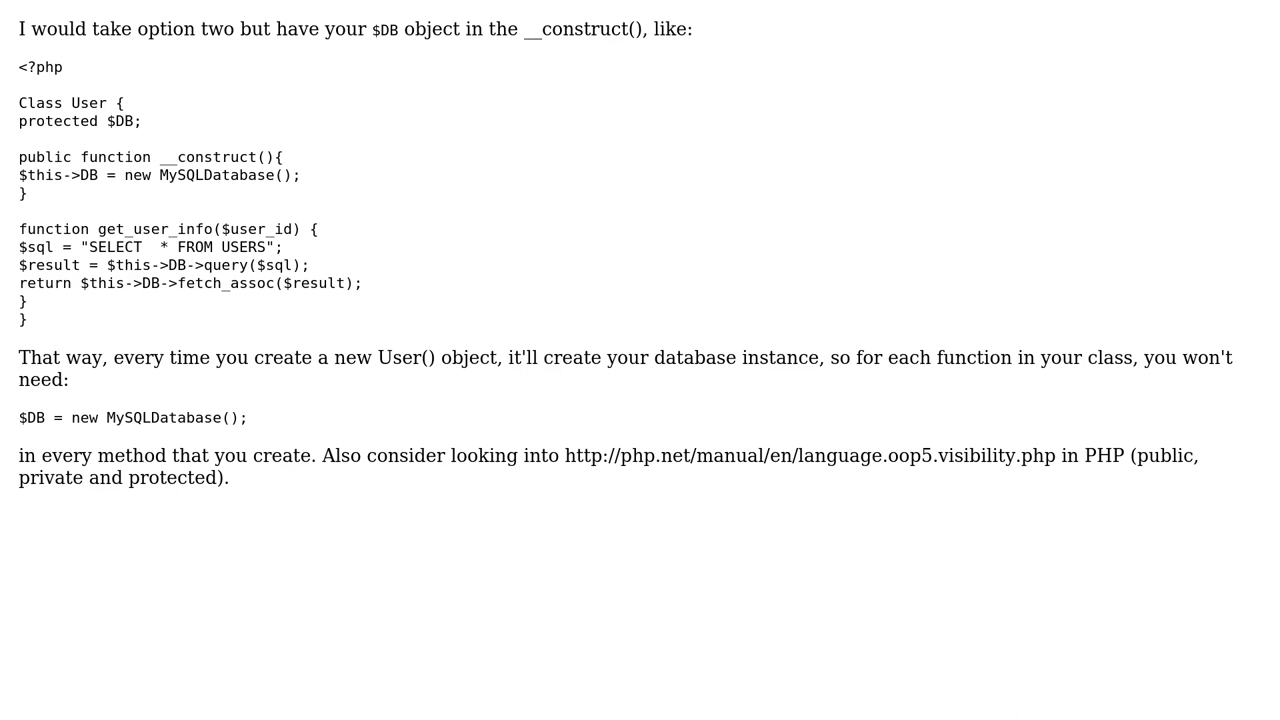 I would take option two but have your $DB object in the __construct(), like:
<?php
Class User {
protected $DB;
public function __construct(){
$this->DB = new MySQLDatabase();
}
function get_user_info($user_id) {
$sql = "SELECT  * FROM USERS";
$result = $this->DB->query($sql);
return $this->DB->fetch_assoc($result);
}
}
That way, every time you create a new User() object, it'll create your database instance, so for each function in your class, you won't
need:
$DB = new MySQLDatabase();
in every method that you create. Also consider looking into http://php.net/manual/en/language.oop5.visibility.php in PHP (public,
private and protected).